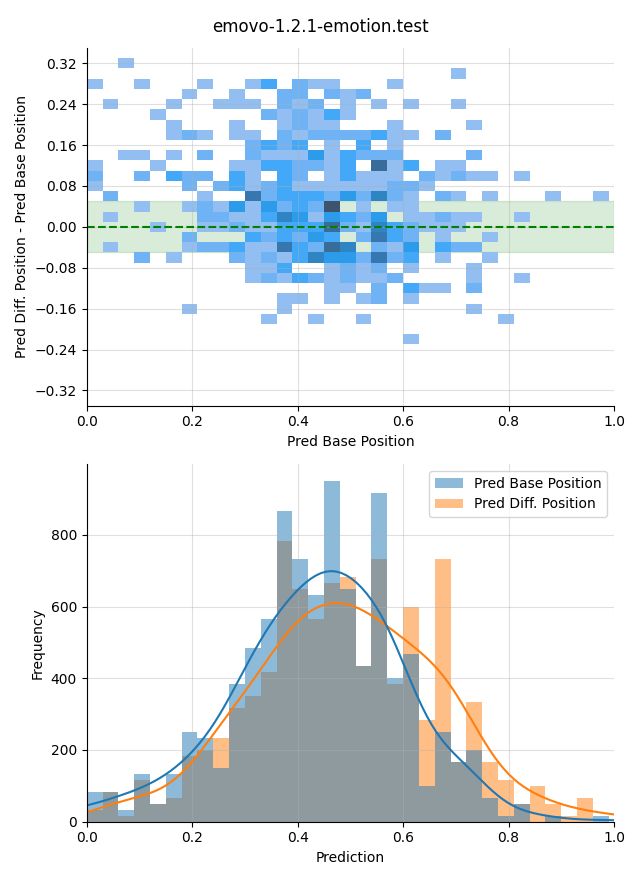 emovo-1.2.1-emotion.test
Pred Diff. Position - Pred Base Position
0.32
0.24
0.16
0.08
0.00
−0.08
−0.16
−0.24
−0.32
0.0 0.2 0.4 0.6 0.8 1.0
Pred Base Position
Pred Base Position
Pred Diff. Position
Frequency
800
600
400
200
0
0.0 0.2 0.4 0.6 0.8 1.0
Prediction